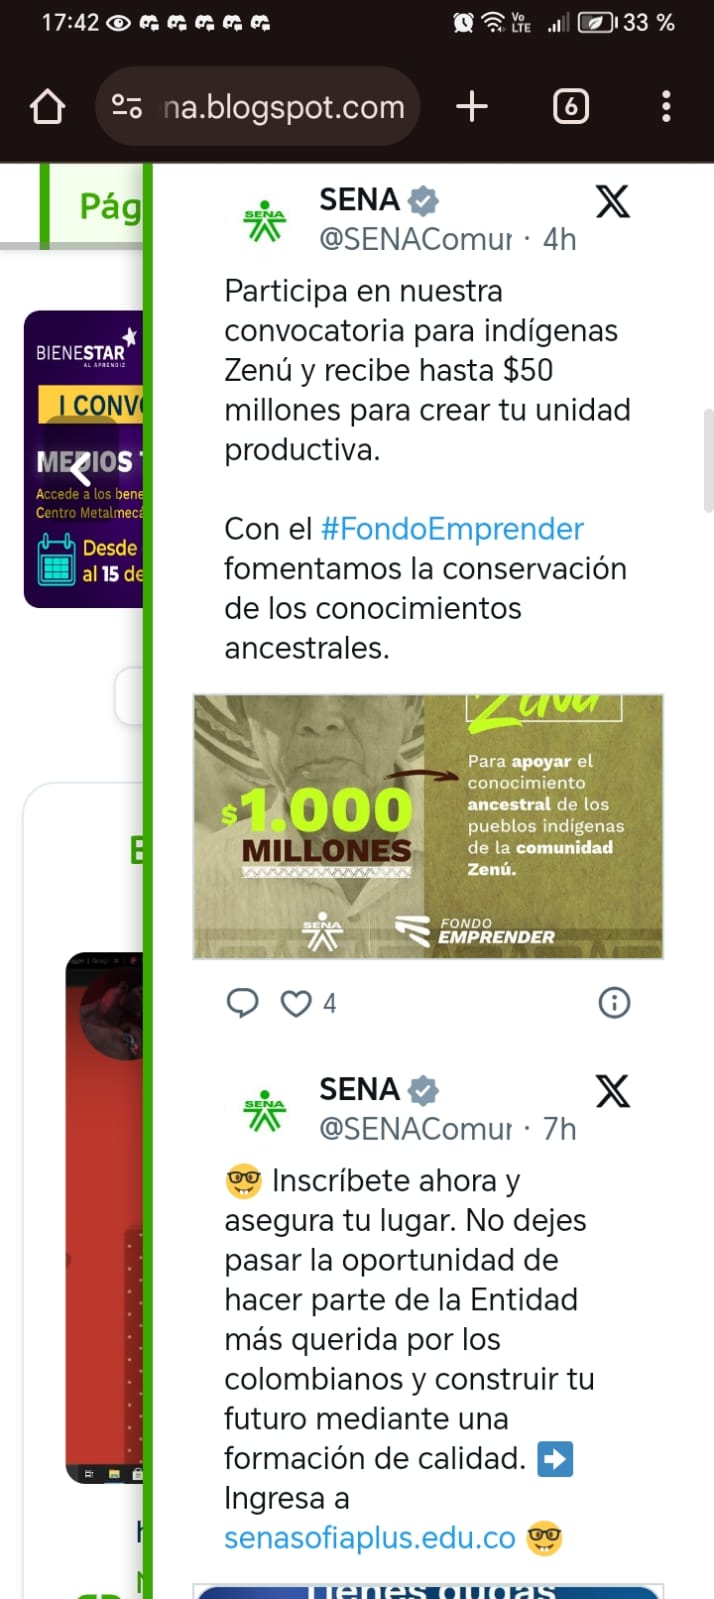 17:42
Vo
LTE
33 %
na.blogspot.com
6
Pág
BIENESTAR
AL APRENDIZ
I CONV
MEDIOS
Accede a los bene
Centro Metalmecá
Desde
al 15 de
SENA
SENA
@SENAComur · 4h
Participa en nuestra
convocatoria para indígenas
Zenú y recibe hasta $50
millones para crear tu unidad
productiva.
Con el #FondoEmprender
fomentamos la conservación
de los conocimientos
ancestrales.
Zenú
$1.000
MILLONES
Para apoyar el
conocimiento
ancestral de los
pueblos indígenas
de la comunidad
Zenú.
SENA
FONDO
EMPRENDER
4
SENA
SENA
@SENAComur · 7h
Inscríbete ahora y
asegura tu lugar. No dejes
pasar la oportunidad de
hacer parte de la Entidad
más querida por los
colombianos y construir tu
futuro mediante una
formación de calidad.
Ingresa a
senasofiaplus.edu.co
Tienes dudas